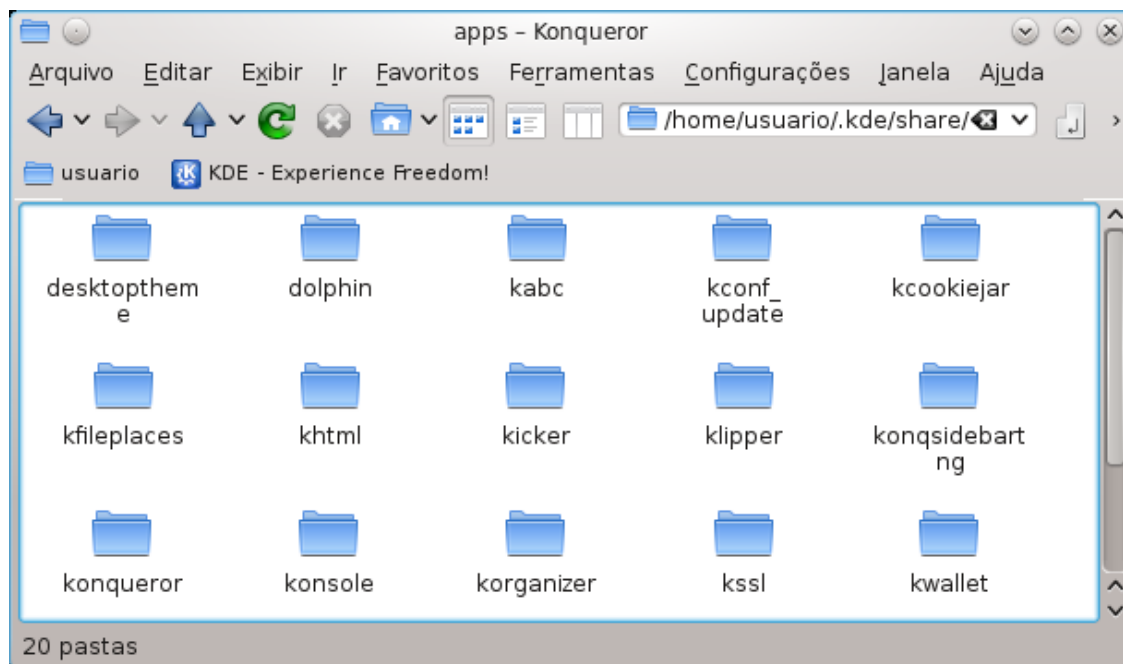 apps – Konqueror
Arquivo Editar Exibir Ir Favoritos Ferramentas Configurações Janela Ajuda
/home/usuario/.kde/share/
usuario KDE - Experience Freedom!
desktopthem
e
dolphin
kabc
kconf_
update
kcookiejar
kfileplaces
khtml
kicker
klipper
konqsidebart
ng
konqueror
konsole
korganizer
kssl
kwallet
20 pastas